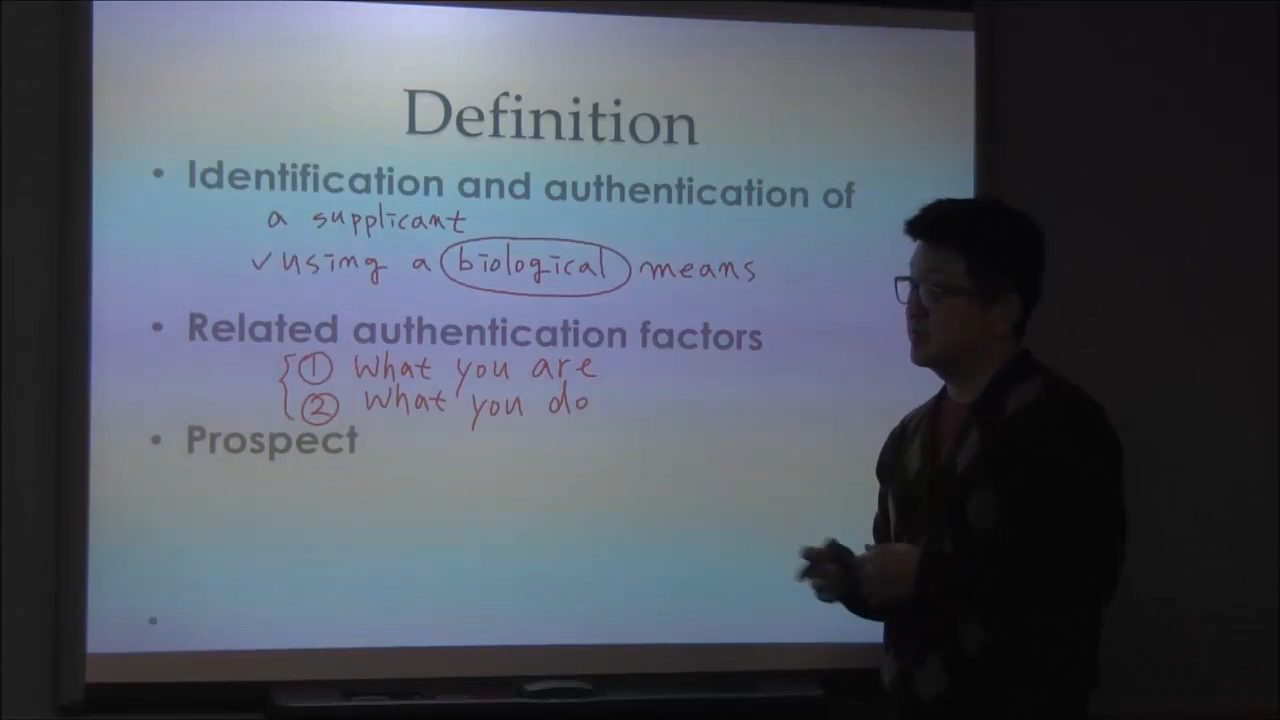 Definition
• Identification and authentication of
a supplicant
✓using a biological means
• Related authentication factors
{① What you are
② What you do
• Prospect
•